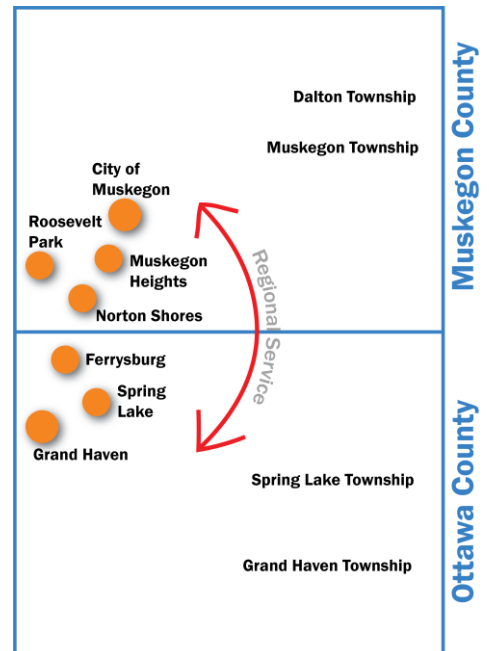 Dalton Township
Muskegon Township
City of
Muskegon
Roosevelt
Park
Muskegon
Heights
Norton Shores
Muskegon County
Regional Service
Ferrysburg
Spring
Lake
Grand Haven
Spring Lake Township
Grand Haven Township
Ottawa County